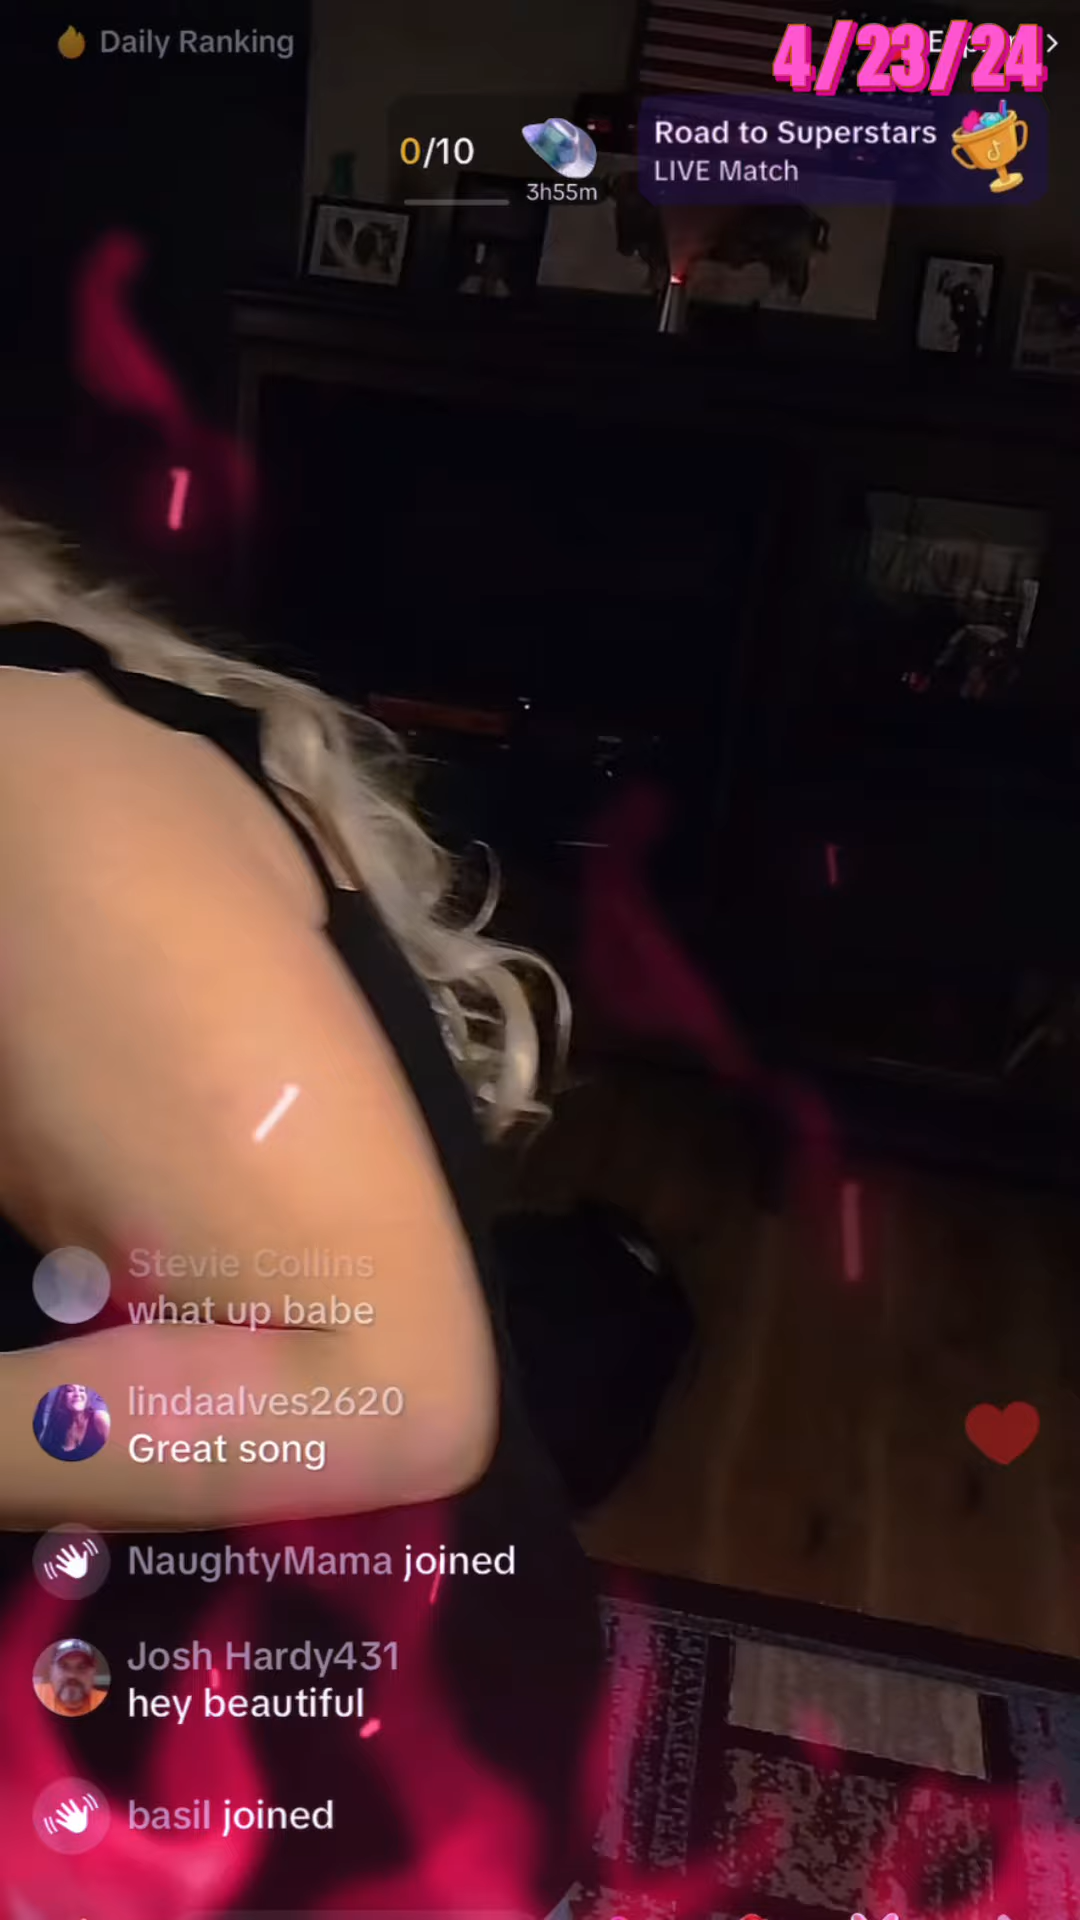 Daily Ranking
4/23/24
0/10
3h55m
Road to Superstars
LIVE Match
Stevie Collins
what up babe
lindaalves2620
Great song
NaughtyMama joined
Josh Hardy431
hey beautiful
basil joined